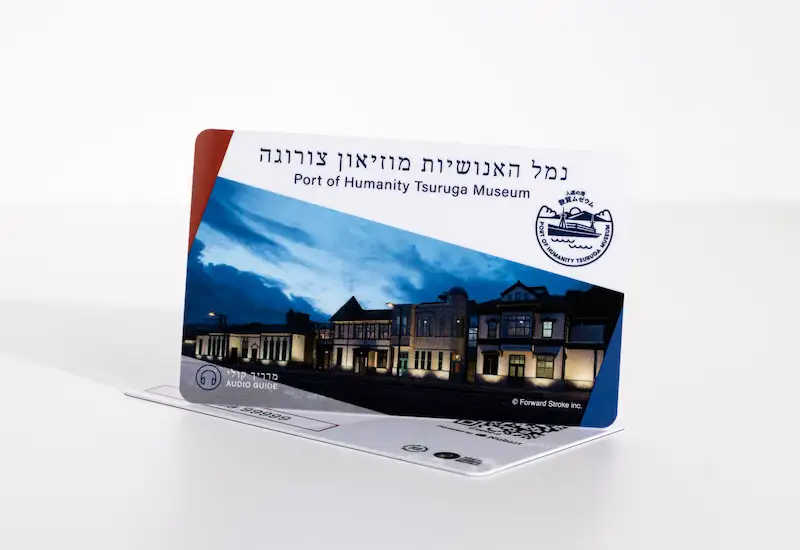 נמל האנושיות מוזיאון צורוגה
Port of Humanity Tsuruga Museum
人道の港
敦賀ムゼウム
PORT OF HUMANITY TSURUGA MUSEUM
מדריך קולי
AUDIO GUIDE
© Forward Stroke inc.
99999